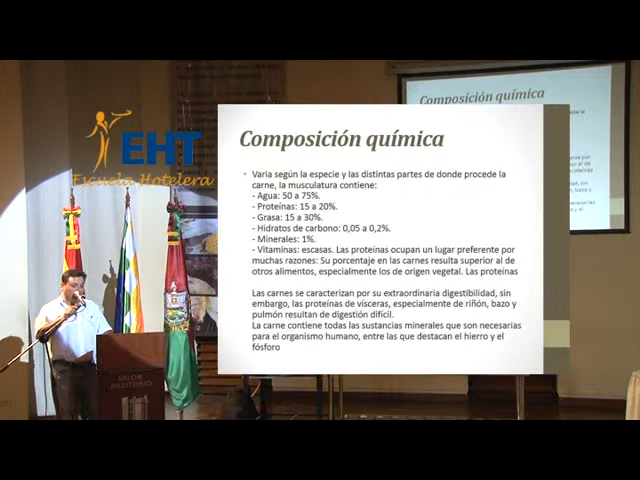 Composición química
EHT
Escuela Hotelera
Composición química
• Varia según la especie y las distintas partes de donde procede la
carne, la musculatura contiene:
- Agua: 50 a 75%.
- Proteínas: 15 a 20%.
- Grasa: 15 a 30%.
- Hidratos de carbono: 0,05 a 0,2%.
- Minerales: 1%.
- Vitaminas: escasas. Las proteínas ocupan un lugar preferente por
muchas razones: Su porcentaje en las carnes resulta superior al de
otros alimentos, especialmente los de origen vegetal. Las proteínas
Las carnes se caracterizan por su extraordinaria digestibilidad, sin
embargo, las proteínas de vísceras, especialmente de riñón, bazo y
pulmón resultan de digestión difícil.
La carne contiene todas las sustancias minerales que son necesarias
para el organismo humano, entre las que destacan el hierro y el
fósforo
SALON
AUDITORIO